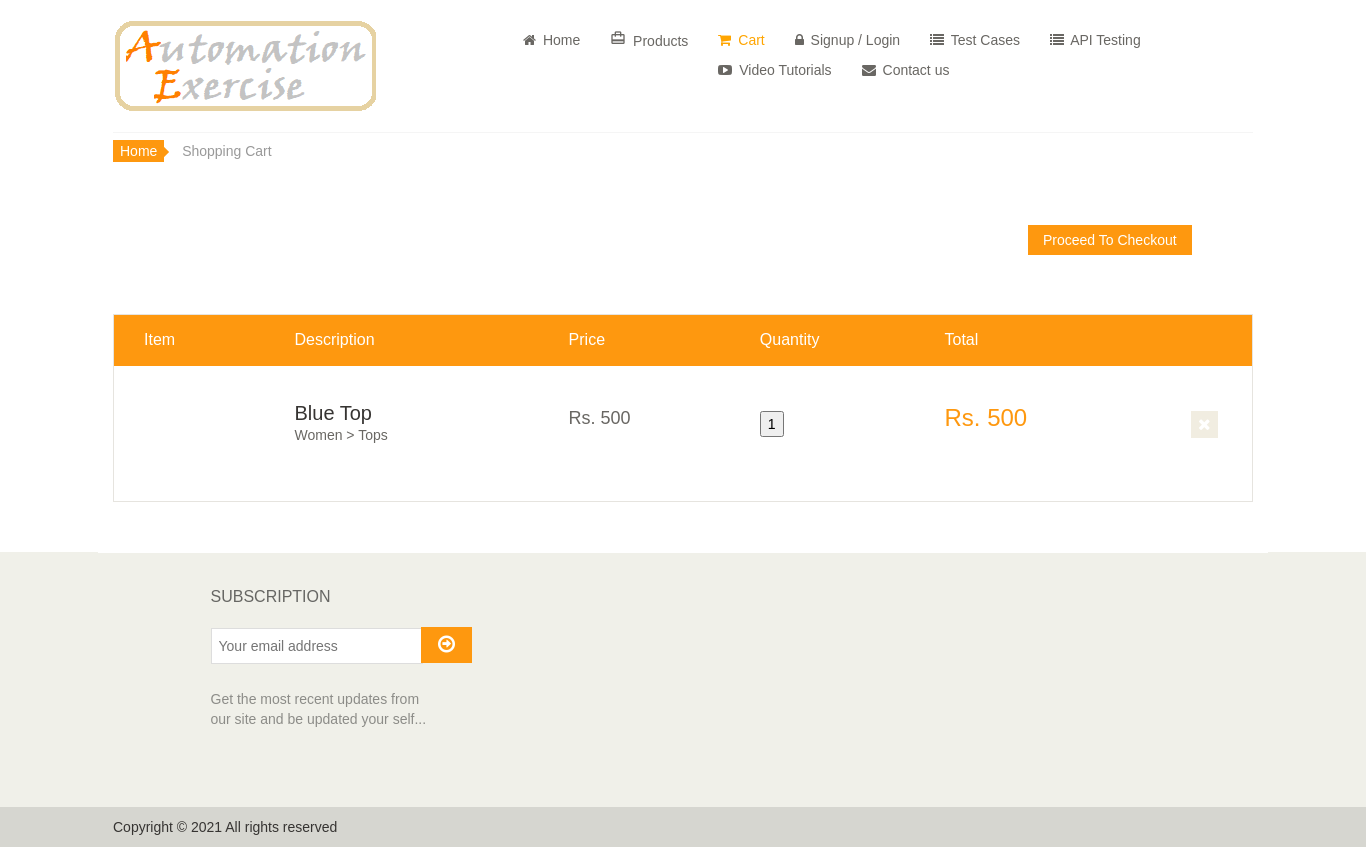 Automation
Exercise
Home
Products
Cart
Signup / Login
Test Cases
API Testing
Video Tutorials
Contact us
Home
Shopping Cart
Proceed To Checkout
Item Description Price Quantity Total
Blue Top
Women > Tops
Rs. 500
1
Rs. 500
SUBSCRIPTION
Your email address
Get the most recent updates from
our site and be updated your self...
Copyright © 2021 All rights reserved